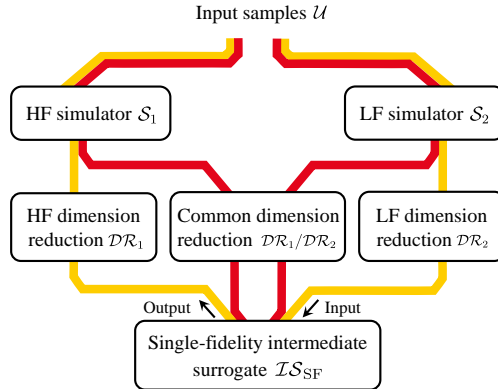 Input samples 𝒰
HF simulator 𝒮₁
LF simulator 𝒮₂
HF dimension
reduction 𝒟ℛ₁
Common dimension
reduction 𝒟ℛ₁/𝒟ℛ₂
LF dimension
reduction 𝒟ℛ₂
Output
Input
Single-fidelity intermediate
surrogate ℐ𝒮_SF